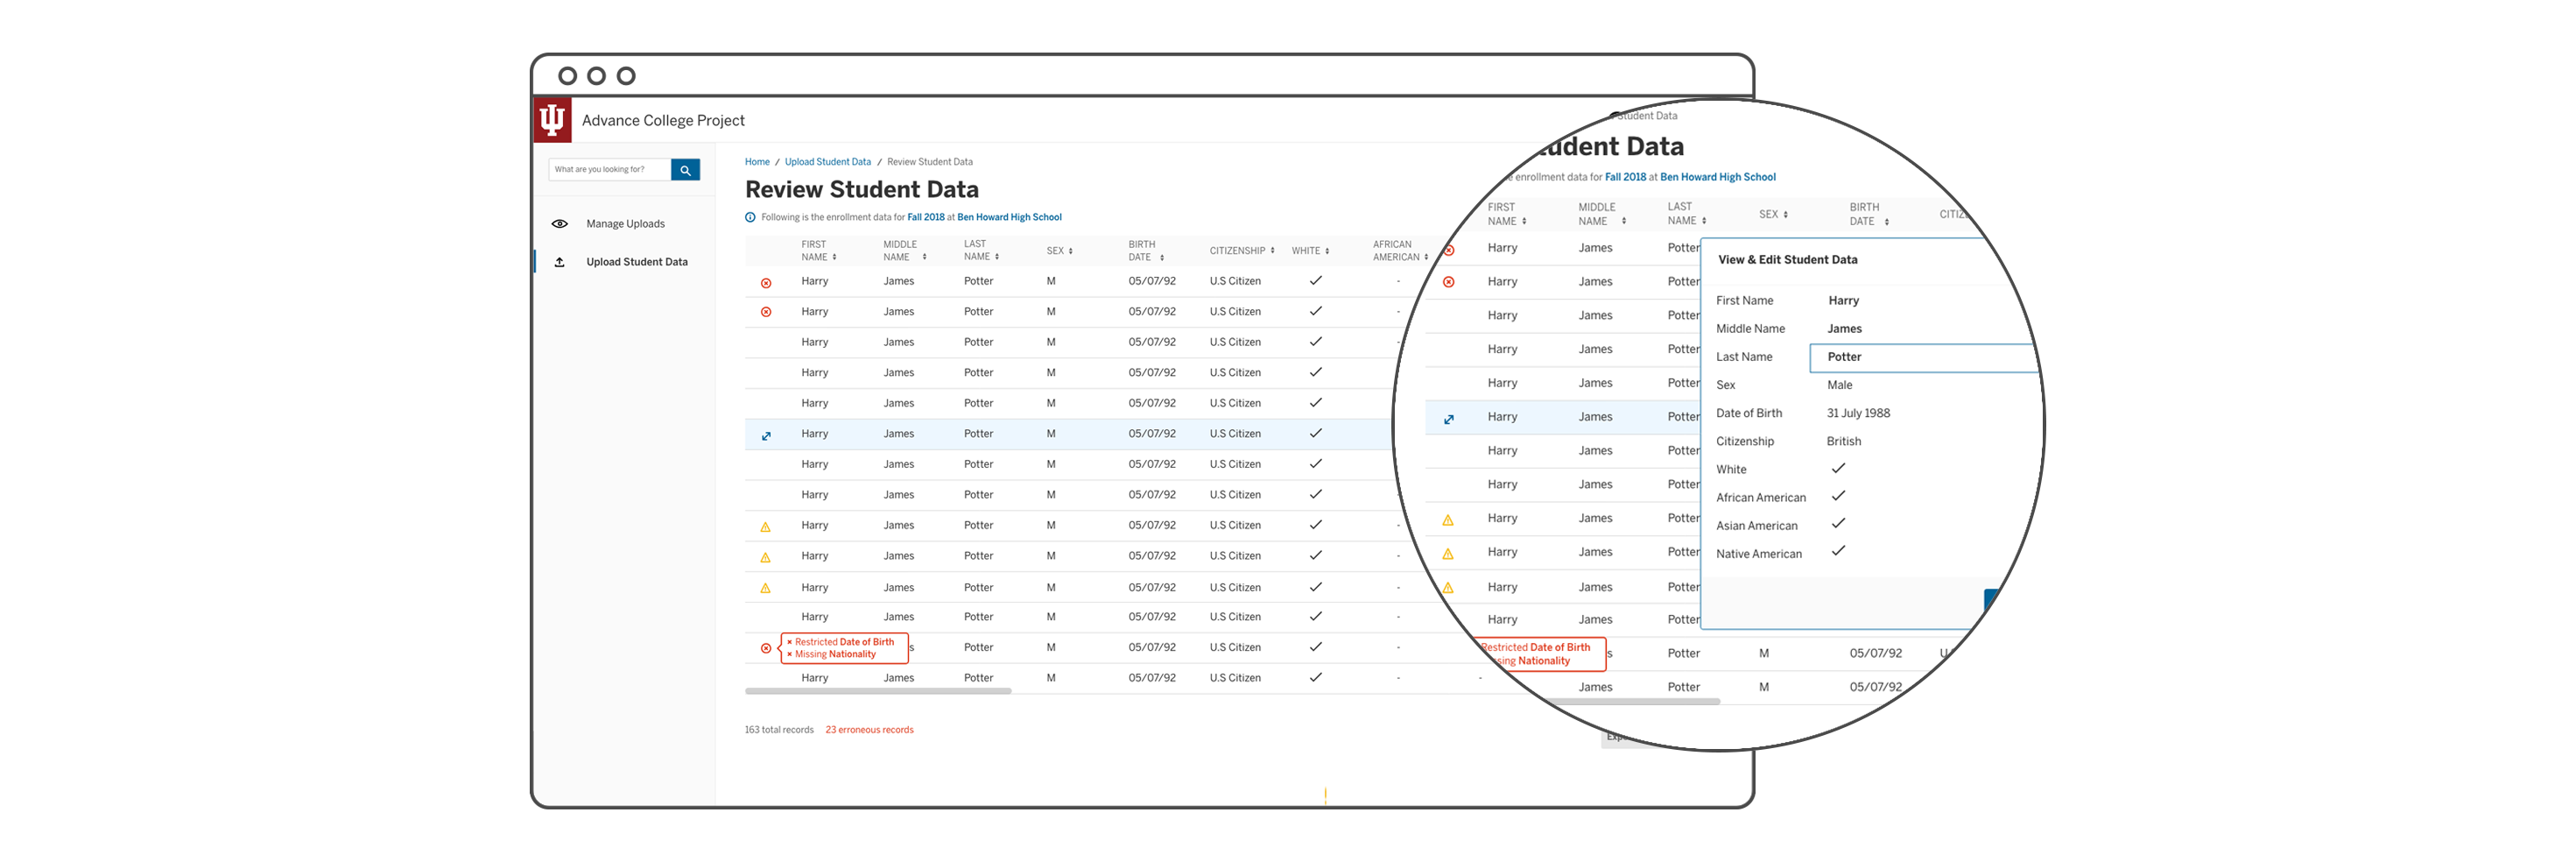 Advance College Project
What are you looking for?
Manage Uploads
Upload Student Data
Home / Upload Student Data / Review Student Data
Review Student Data
Following is the enrollment data for Fall 2018 at Ben Howard High School
FIRST NAME MIDDLE NAME LAST NAME SEX BIRTH DATE CITIZENSHIP WHITE AFRICAN AMERICAN
Harry James Potter M 05/07/92 U.S Citizen -
Harry James Potter M 05/07/92 U.S Citizen -
Harry James Potter M 05/07/92 U.S Citizen -
Harry James Potter M 05/07/92 U.S Citizen
Harry James Potter M 05/07/92 U.S Citizen
Harry James Potter M 05/07/92 U.S Citizen
Harry James Potter M 05/07/92 U.S Citizen
Harry James Potter M 05/07/92 U.S Citizen
Harry James Potter M 05/07/92 U.S Citizen -
Harry James Potter M 05/07/92 U.S Citizen -
Harry James Potter M 05/07/92 U.S Citizen -
Harry James Potter M 05/07/92 U.S Citizen -
Restricted Date of Birth
Missing Nationality
s Potter M 05/07/92 U.S Citizen -
Harry James Potter M 05/07/92 U.S Citizen - -
163 total records 23 erroneous records
Student Data
udent Data
enrollment data for Fall 2018 at Ben Howard High School
FIRST NAME MIDDLE NAME LAST NAME SEX BIRTH DATE
Harry James Potter
Harry James Potter
Harry James Potter
Harry James Potter
Harry James Potter
Harry James Potter
Harry James Potter
Harry James Potter
Harry James Potter
Harry James Potter
Harry James Potter
Harry James Potter
Restricted Date of Birth
Nationality
s Potter M 05/07/92
James Potter M 05/07/92
View & Edit Student Data
First Name Harry
Middle Name James
Last Name Potter
Sex Male
Date of Birth 31 July 1988
Citizenship British
White
African American
Asian American
Native American